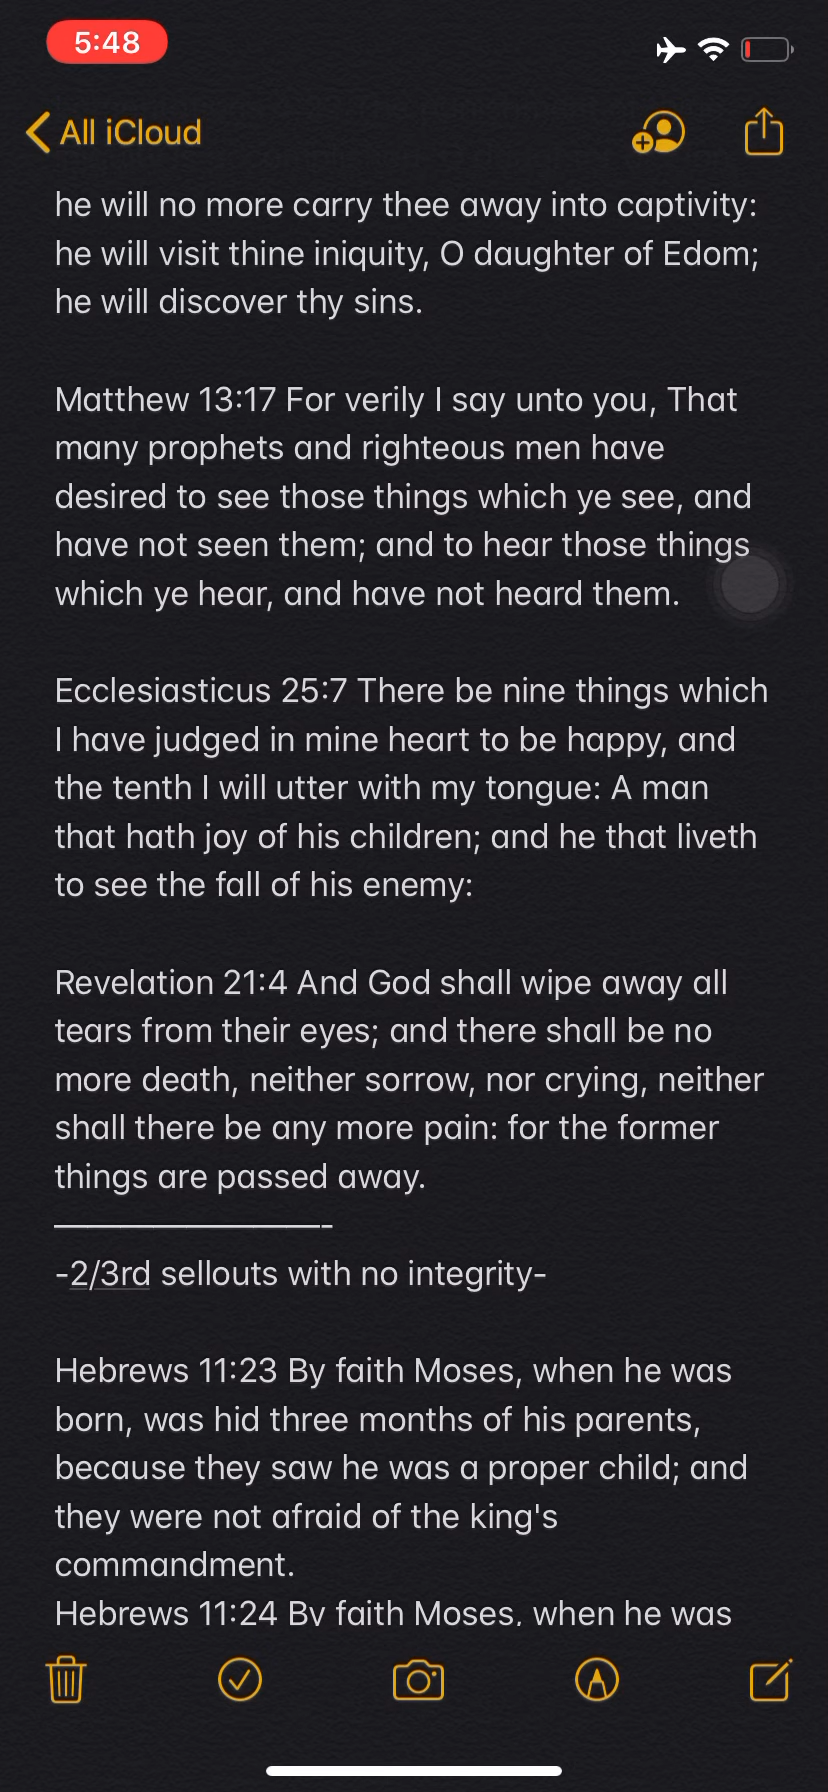 5:48
All iCloud
he will no more carry thee away into captivity:
he will visit thine iniquity, O daughter of Edom;
he will discover thy sins.
Matthew 13:17 For verily I say unto you, That
many prophets and righteous men have
desired to see those things which ye see, and
have not seen them; and to hear those things
which ye hear, and have not heard them.
Ecclesiasticus 25:7 There be nine things which
I have judged in mine heart to be happy, and
the tenth I will utter with my tongue: A man
that hath joy of his children; and he that liveth
to see the fall of his enemy:
Revelation 21:4 And God shall wipe away all
tears from their eyes; and there shall be no
more death, neither sorrow, nor crying, neither
shall there be any more pain: for the former
things are passed away.
————————-
-2/3rd sellouts with no integrity-
Hebrews 11:23 By faith Moses, when he was
born, was hid three months of his parents,
because they saw he was a proper child; and
they were not afraid of the king's
commandment.
Hebrews 11:24 By faith Moses, when he was